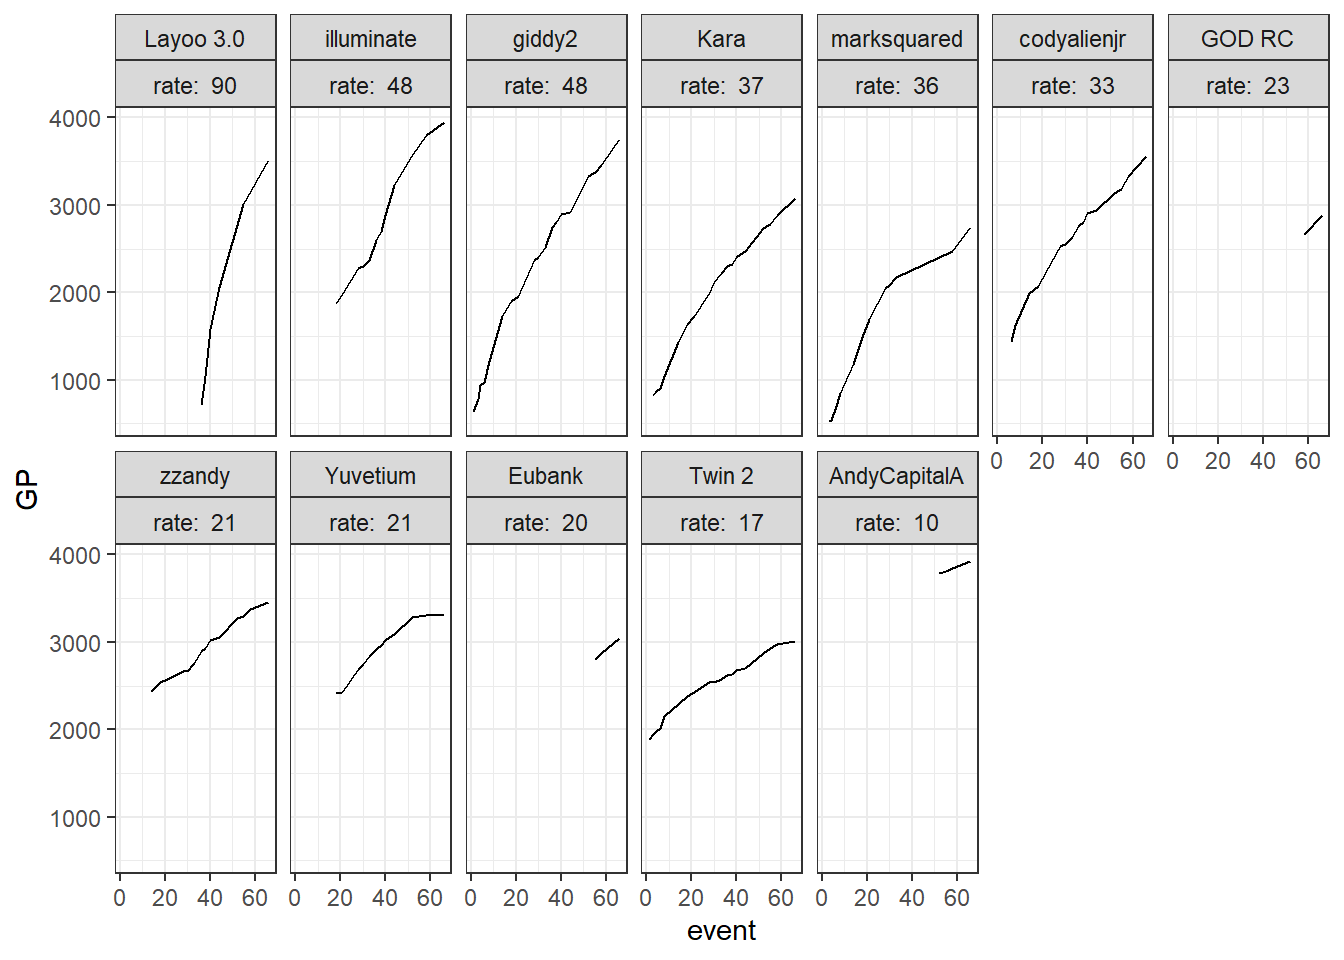 Layoo 3.0 illuminate giddy2 Kara marksquared codyalienjr GOD RC
rate: 90 rate: 48 rate: 48 rate: 37 rate: 36 rate: 33 rate: 23
4000
3000
2000
1000
0 20 40 60 0 20 40 60
zzandy Yuvetium Eubank Twin 2 AndyCapitalA
rate: 21 rate: 21 rate: 20 rate: 17 rate: 10
GP
4000
3000
2000
1000
0 20 40 60 0 20 40 60 0 20 40 60 0 20 40 60 0 20 40 60
event